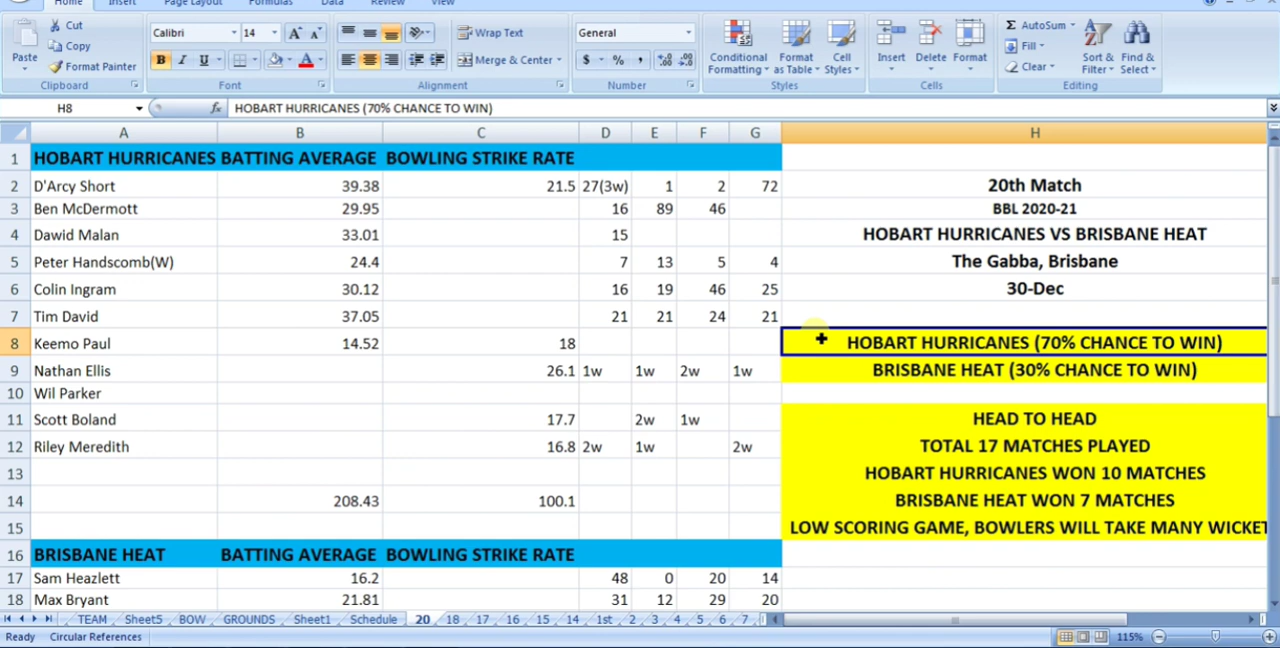 Home Insert Page Layout Formulas Data Review View
Cut
Copy
Format Painter
Paste
Clipboard
Calibri 14
B I U
Font
Wrap Text
Merge & Center
Alignment
General
$ % ,
Number
Conditional Formatting
Format as Table
Cell Styles
Styles
Insert Delete Format
Cells
Σ AutoSum
Fill
Clear
Sort & Filter
Find & Select
Editing
H8 fx HOBART HURRICANES (70% CHANCE TO WIN)
A B C D E F G H
1 HOBART HURRICANES BATTING AVERAGE BOWLING STRIKE RATE
2 D'Arcy Short 39.38 21.5 27(3w) 1 2 72 20th Match
3 Ben McDermott 29.95 16 89 46 BBL 2020-21
4 Dawid Malan 33.01 15 HOBART HURRICANES VS BRISBANE HEAT
5 Peter Handscomb(W) 24.4 7 13 5 4 The Gabba, Brisbane
6 Colin Ingram 30.12 16 19 46 25 30-Dec
7 Tim David 37.05 21 21 24 21
8 Keemo Paul 14.52 18 HOBART HURRICANES (70% CHANCE TO WIN)
9 Nathan Ellis 26.1 1w 1w 2w 1w BRISBANE HEAT (30% CHANCE TO WIN)
10 Wil Parker
11 Scott Boland 17.7 2w 1w HEAD TO HEAD
12 Riley Meredith 16.8 2w 1w 2w TOTAL 17 MATCHES PLAYED
13 HOBART HURRICANES WON 10 MATCHES
14 208.43 100.1 BRISBANE HEAT WON 7 MATCHES
15 LOW SCORING GAME, BOWLERS WILL TAKE MANY WICKET
16 BRISBANE HEAT BATTING AVERAGE BOWLING STRIKE RATE
17 Sam Heazlett 16.2 48 0 20 14
18 Max Bryant 21.81 31 12 29 20
TEAM Sheet5 BOW GROUNDS Sheet1 Schedule 20 18 17 16 15 14 1st 2 3 4 5 6 7
Ready Circular References 115%